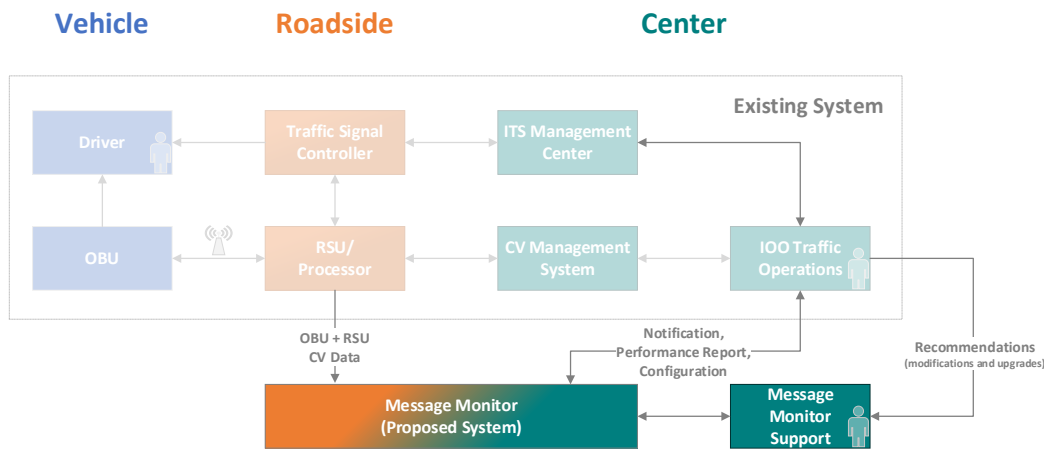 Vehicle
Roadside
Center
Existing System
Driver
Traffic Signal
Controller
ITS Management
Center
OBU
RSU/
Processor
CV Management
System
IOO Traffic
Operations
OBU + RSU
CV Data
Notification,
Performance Report,
Configuration
Recommendations
(modifications and upgrades)
Message Monitor
(Proposed System)
Message
Monitor
Support